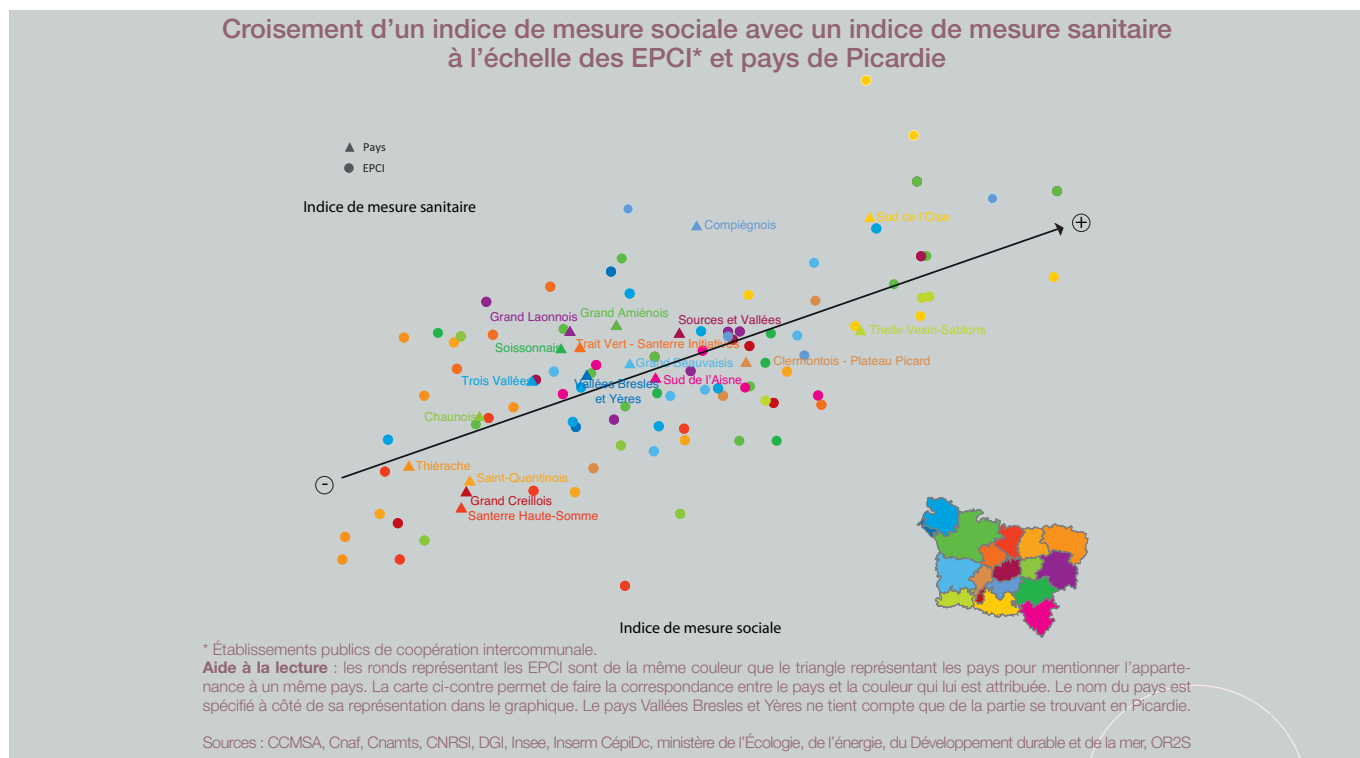 Croisement d’un indice de mesure sociale avec un indice de mesure sanitaire
à l’échelle des EPCI* et pays de Picardie
Pays
EPCI
Indice de mesure sanitaire
+
Sud de l’Oise
Compiégnois
Grand Laonnois
Grand Amiénois
Sources et Vallées
Thelle Vexin-Sablons
Soissonnais
Trait Vert - Santerre Initiatives
Grand Beauvaisis
Clermontois - Plateau Picard
Trois Vallées
Vallées Bresles
et Yères
Sud de l’Aisne
Chaunois
Thiérache
Saint-Quentinois
-
Grand Creillois
Santerre Haute-Somme
Indice de mesure sociale
* Établissements publics de coopération intercommunale.
Aide à la lecture : les ronds représentant les EPCI sont de la même couleur que le triangle représentant les pays pour mentionner l’apparte-
nance à un même pays. La carte ci-contre permet de faire la correspondance entre le pays et la couleur qui lui est attribuée. Le nom du pays est
spécifié à côté de sa représentation dans le graphique. Le pays Vallées Bresles et Yères ne tient compte que de la partie se trouvant en Picardie.
Sources : CCMSA, Cnaf, Cnamts, CNRSI, DGI, Insee, Inserm CépiDc, ministère de l’Écologie, de l’énergie, du Développement durable et de la mer, OR2S